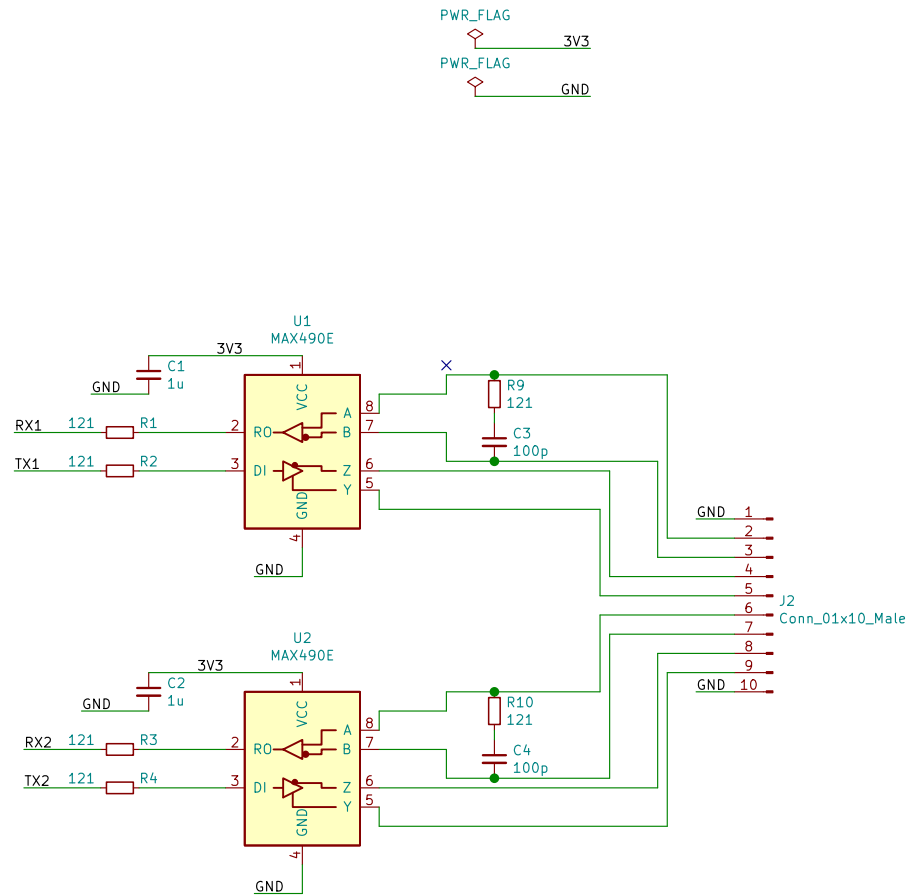 PWR_FLAG
3V3
PWR_FLAG
GND
U1
MAX490E
3V3
C1
1u
GND
1
VCC
R9
121
A
8
RX1
121
R1
2
RO
B
7
C3
100p
TX1
121
R2
3
DI
Z
6
Y
5
GND
4
GND
GND
1
2
3
4
5
J2
6
Conn_01x10_Male
7
8
9
GND
10
U2
MAX490E
3V3
C2
1u
GND
1
VCC
R10
121
A
8
RX2
121
R3
2
RO
B
7
C4
100p
TX2
121
R4
3
DI
Z
6
Y
5
GND
4
GND